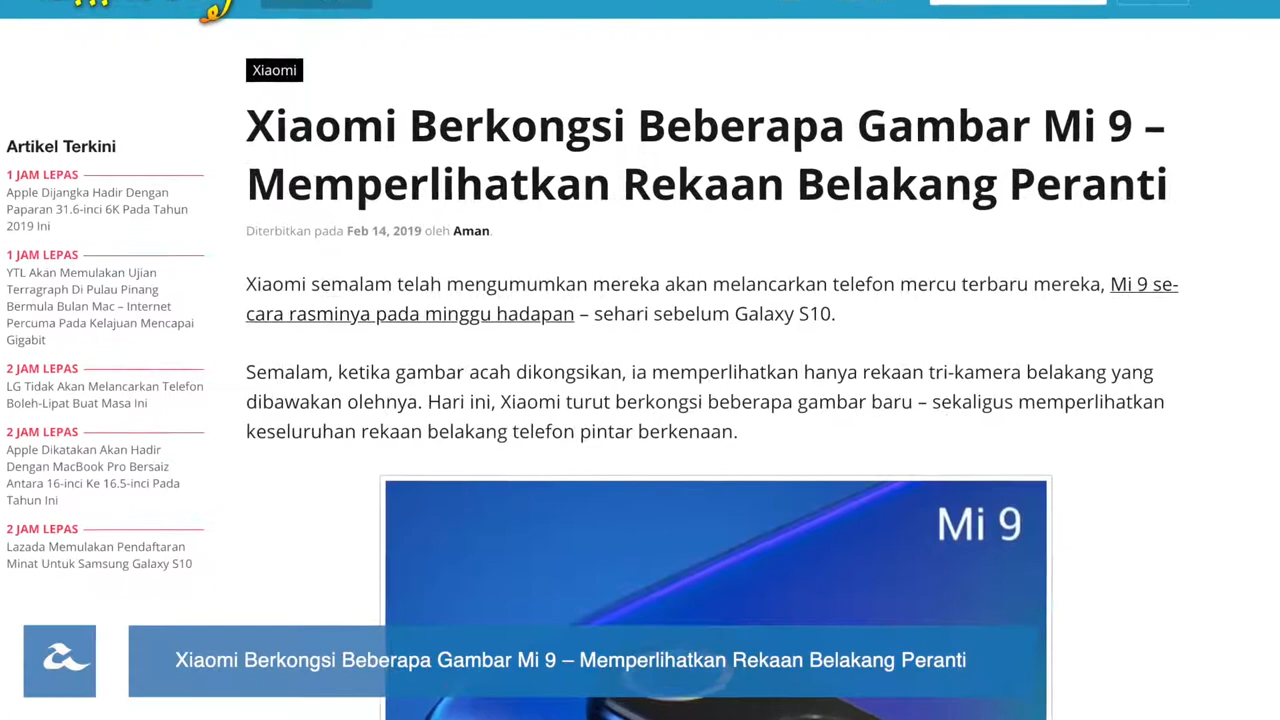 Xiaomi
Xiaomi Berkongsi Beberapa Gambar Mi 9 –
Memperlihatkan Rekaan Belakang Peranti
Diterbitkan pada Feb 14, 2019 oleh Aman.
Xiaomi semalam telah mengumumkan mereka akan melancarkan telefon mercu terbaru mereka, Mi 9 se-
cara rasminya pada minggu hadapan – sehari sebelum Galaxy S10.
Semalam, ketika gambar acah dikongsikan, ia memperlihatkan hanya rekaan tri-kamera belakang yang
dibawakan olehnya. Hari ini, Xiaomi turut berkongsi beberapa gambar baru – sekaligus memperlihatkan
keseluruhan rekaan belakang telefon pintar berkenaan.
Mi 9
Artikel Terkini
1 JAM LEPAS
Apple Dijangka Hadir Dengan
Paparan 31.6-inci 6K Pada Tahun
2019 Ini
1 JAM LEPAS
YTL Akan Memulakan Ujian
Terragraph Di Pulau Pinang
Bermula Bulan Mac – Internet
Percuma Pada Kelajuan Mencapai
Gigabit
2 JAM LEPAS
LG Tidak Akan Melancarkan Telefon
Boleh-Lipat Buat Masa Ini
2 JAM LEPAS
Apple Dikatakan Akan Hadir
Dengan MacBook Pro Bersaiz
Antara 16-inci Ke 16.5-inci Pada
Tahun Ini
2 JAM LEPAS
Lazada Memulakan Pendaftaran
Minat Untuk Samsung Galaxy S10
Xiaomi Berkongsi Beberapa Gambar Mi 9 – Memperlihatkan Rekaan Belakang Peranti